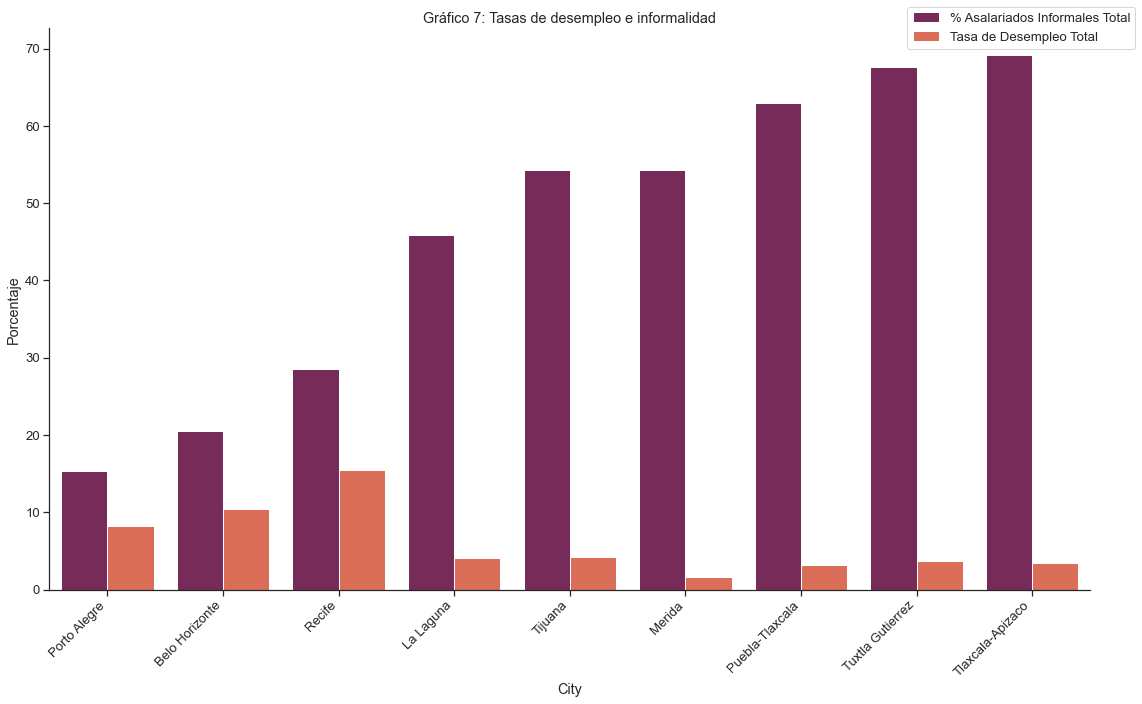 Gráfico 7: Tasas de desempleo e informalidad
% Asalariados Informales Total
Tasa de Desempleo Total
Porcentaje
70
60
50
40
30
20
10
0
Porto Alegre
Belo Horizonte
Recife
La Laguna
Tijuana
Merida
Puebla-Tlaxcala
Tuxtla Gutierrez
Tlaxcala-Apizaco
City